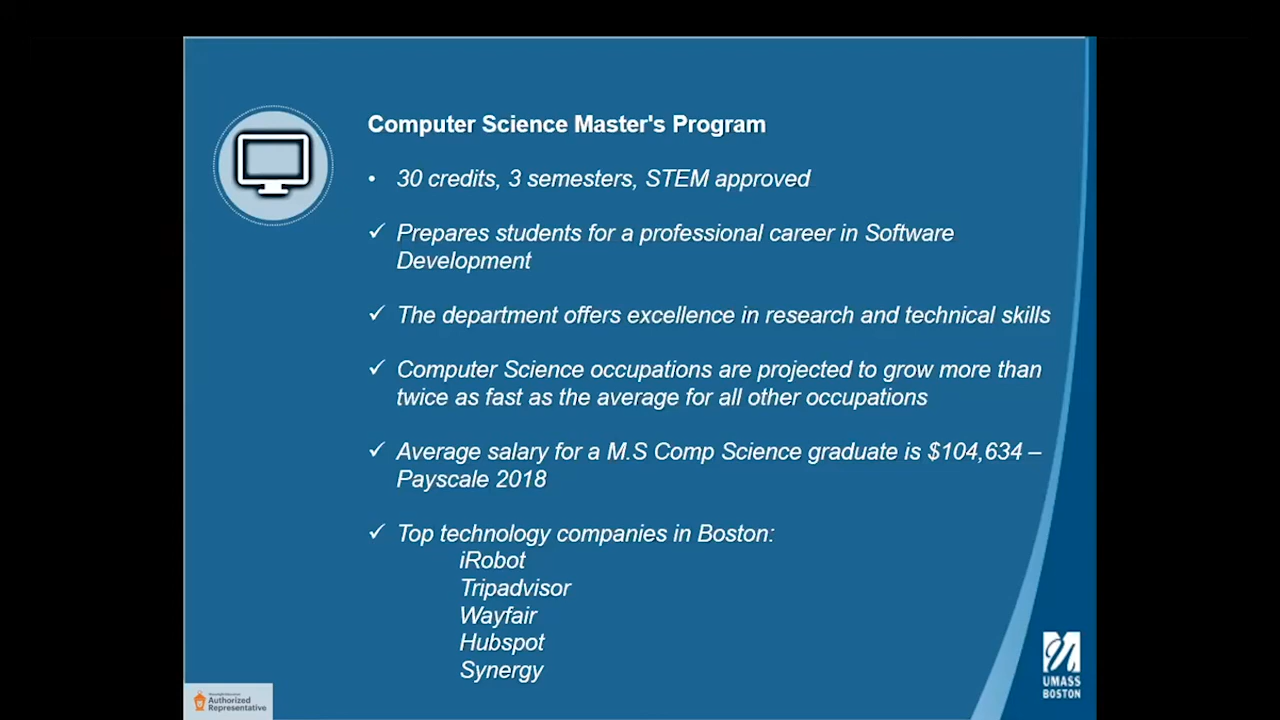 Computer Science Master's Program
• 30 credits, 3 semesters, STEM approved
✓ Prepares students for a professional career in Software
Development
✓ The department offers excellence in research and technical skills
✓ Computer Science occupations are projected to grow more than
twice as fast as the average for all other occupations
✓ Average salary for a M.S Comp Science graduate is $104,634 –
Payscale 2018
✓ Top technology companies in Boston:
iRobot
Tripadvisor
Wayfair
Hubspot
Synergy
UMASS
BOSTON
Authorized
Representative